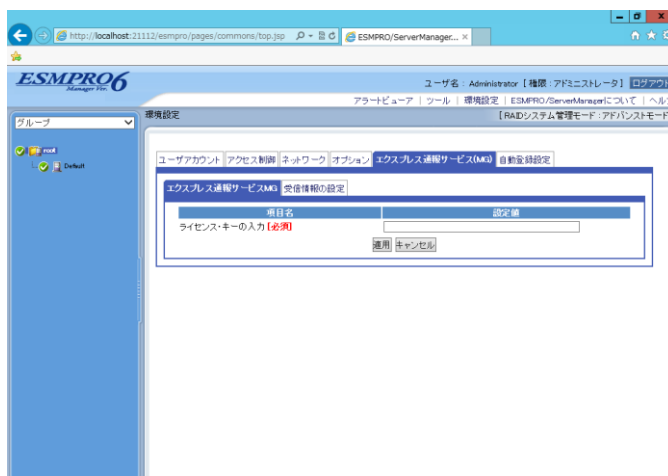 http://localhost:21112/esmpro/pages/commons/top.jsp
ESMPRO/ServerManager...
ESMPRO6
Manager Ver.
ユーザ名 : Administrator [ 権限 : アドミニストレータ ] ログアウト
アラートビューア | ツール | 環境設定 | ESMPRO/ServerManagerについて | ヘル
グループ
環境設定
[ RAIDシステム管理モード : アドバンストモード
root
Default
ユーザアカウント アクセス制御 ネットワーク オプション エクスプレス通報サービス(MG) 自動登録設定
エクスプレス通報サービスMG 受信情報の設定
項目名 設定値
ライセンス・キーの入力 [必須]
適用 キャンセル